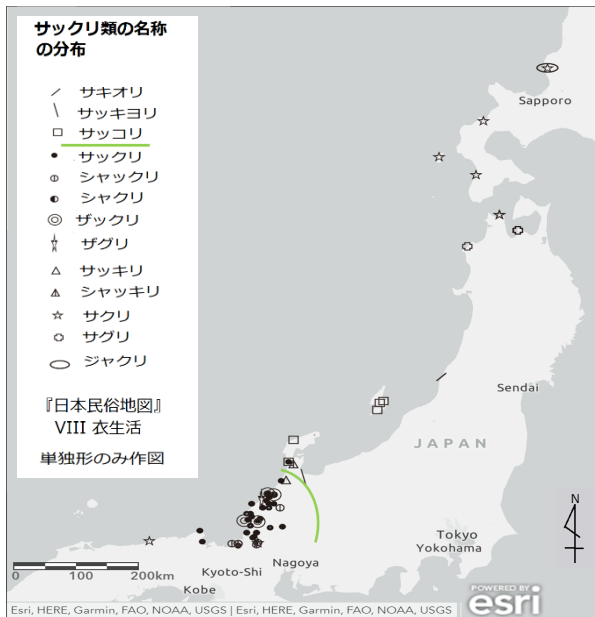 サックリ類の名称
の分布
サキオリ
サッキヨリ
サッコリ
サックリ
シャックリ
シャクリ
ザックリ
ザグリ
サッキリ
シャッキリ
サクリ
サグリ
ジャクリ
『日本民俗地図』
VIII 衣生活
単独形のみ作図
Sapporo
Sendai
JAPAN
Tokyo
Yokohama
Nagoya
Kyoto-Shi
Kobe
N
0 100 200km
POWERED BY
esri
Esri, HERE, Garmin, FAO, NOAA, USGS | Esri, HERE, Garmin, FAO, NOAA, USGS